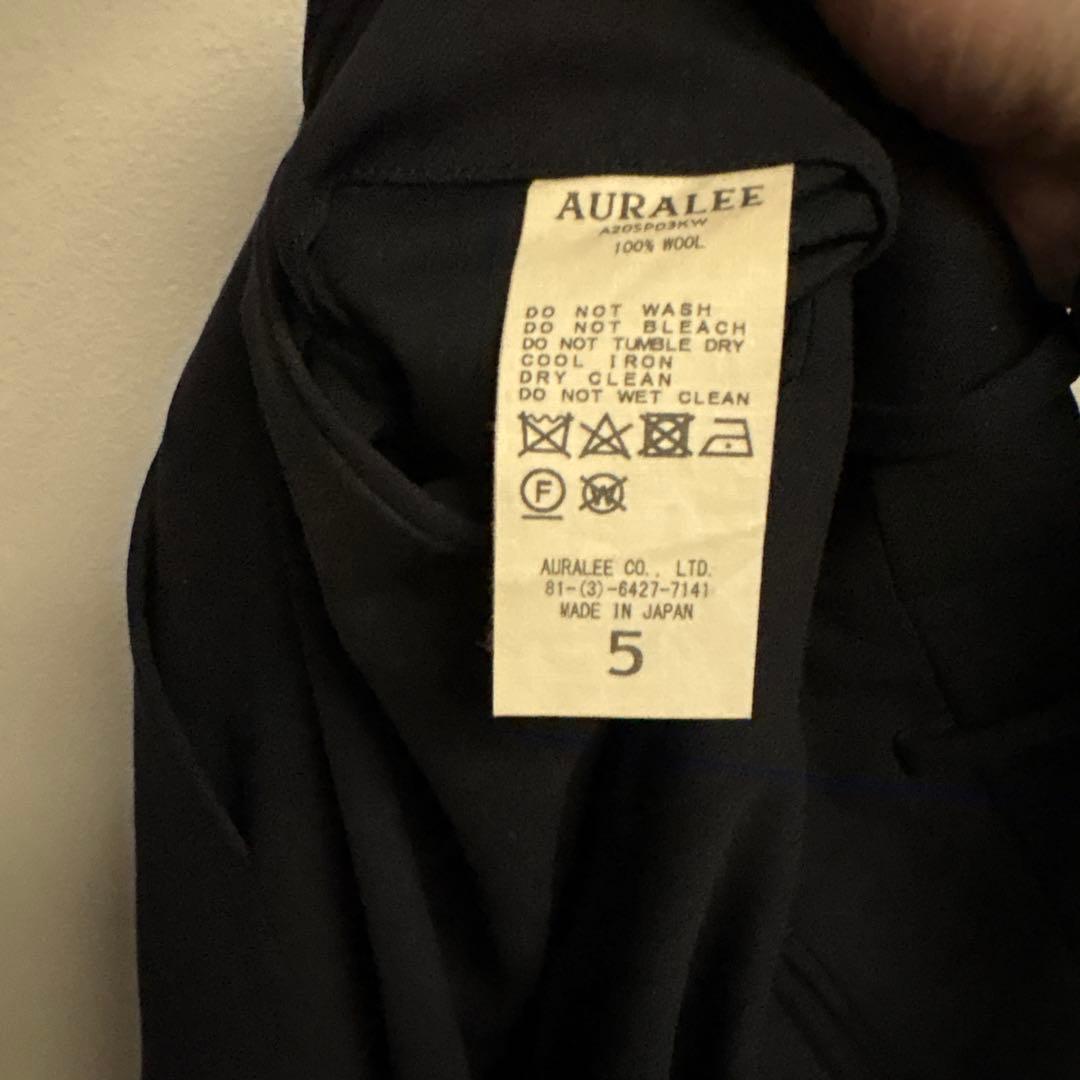 AURALEE
A20SP03KW
100% WOOL
DO NOT WASH
DO NOT BLEACH
DO NOT TUMBLE DRY
COOL IRON
DRY CLEAN
DO NOT WET CLEAN
F W
AURALEE CO., LTD.
81-(3)-6427-7141
MADE IN JAPAN
5